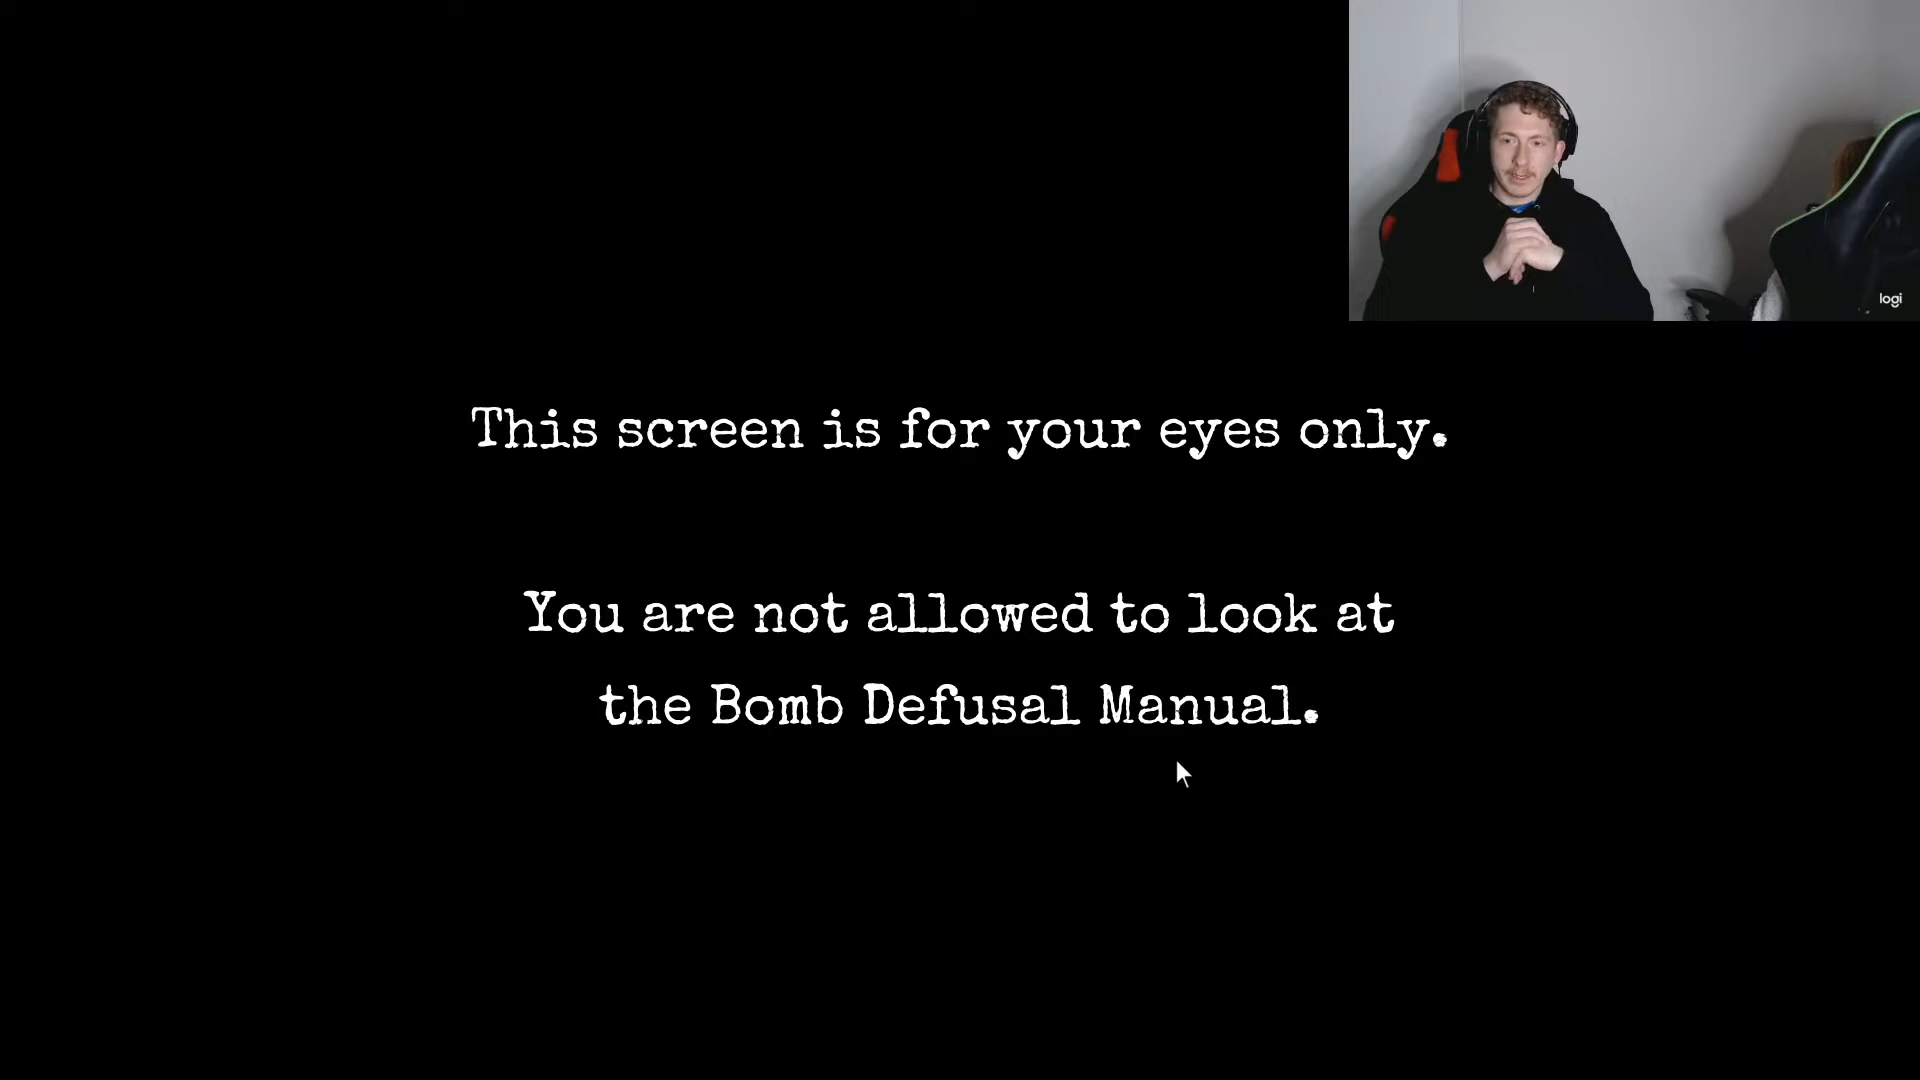 logi
This screen is for your eyes only.
You are not allowed to look at
the Bomb Defusal Manual.